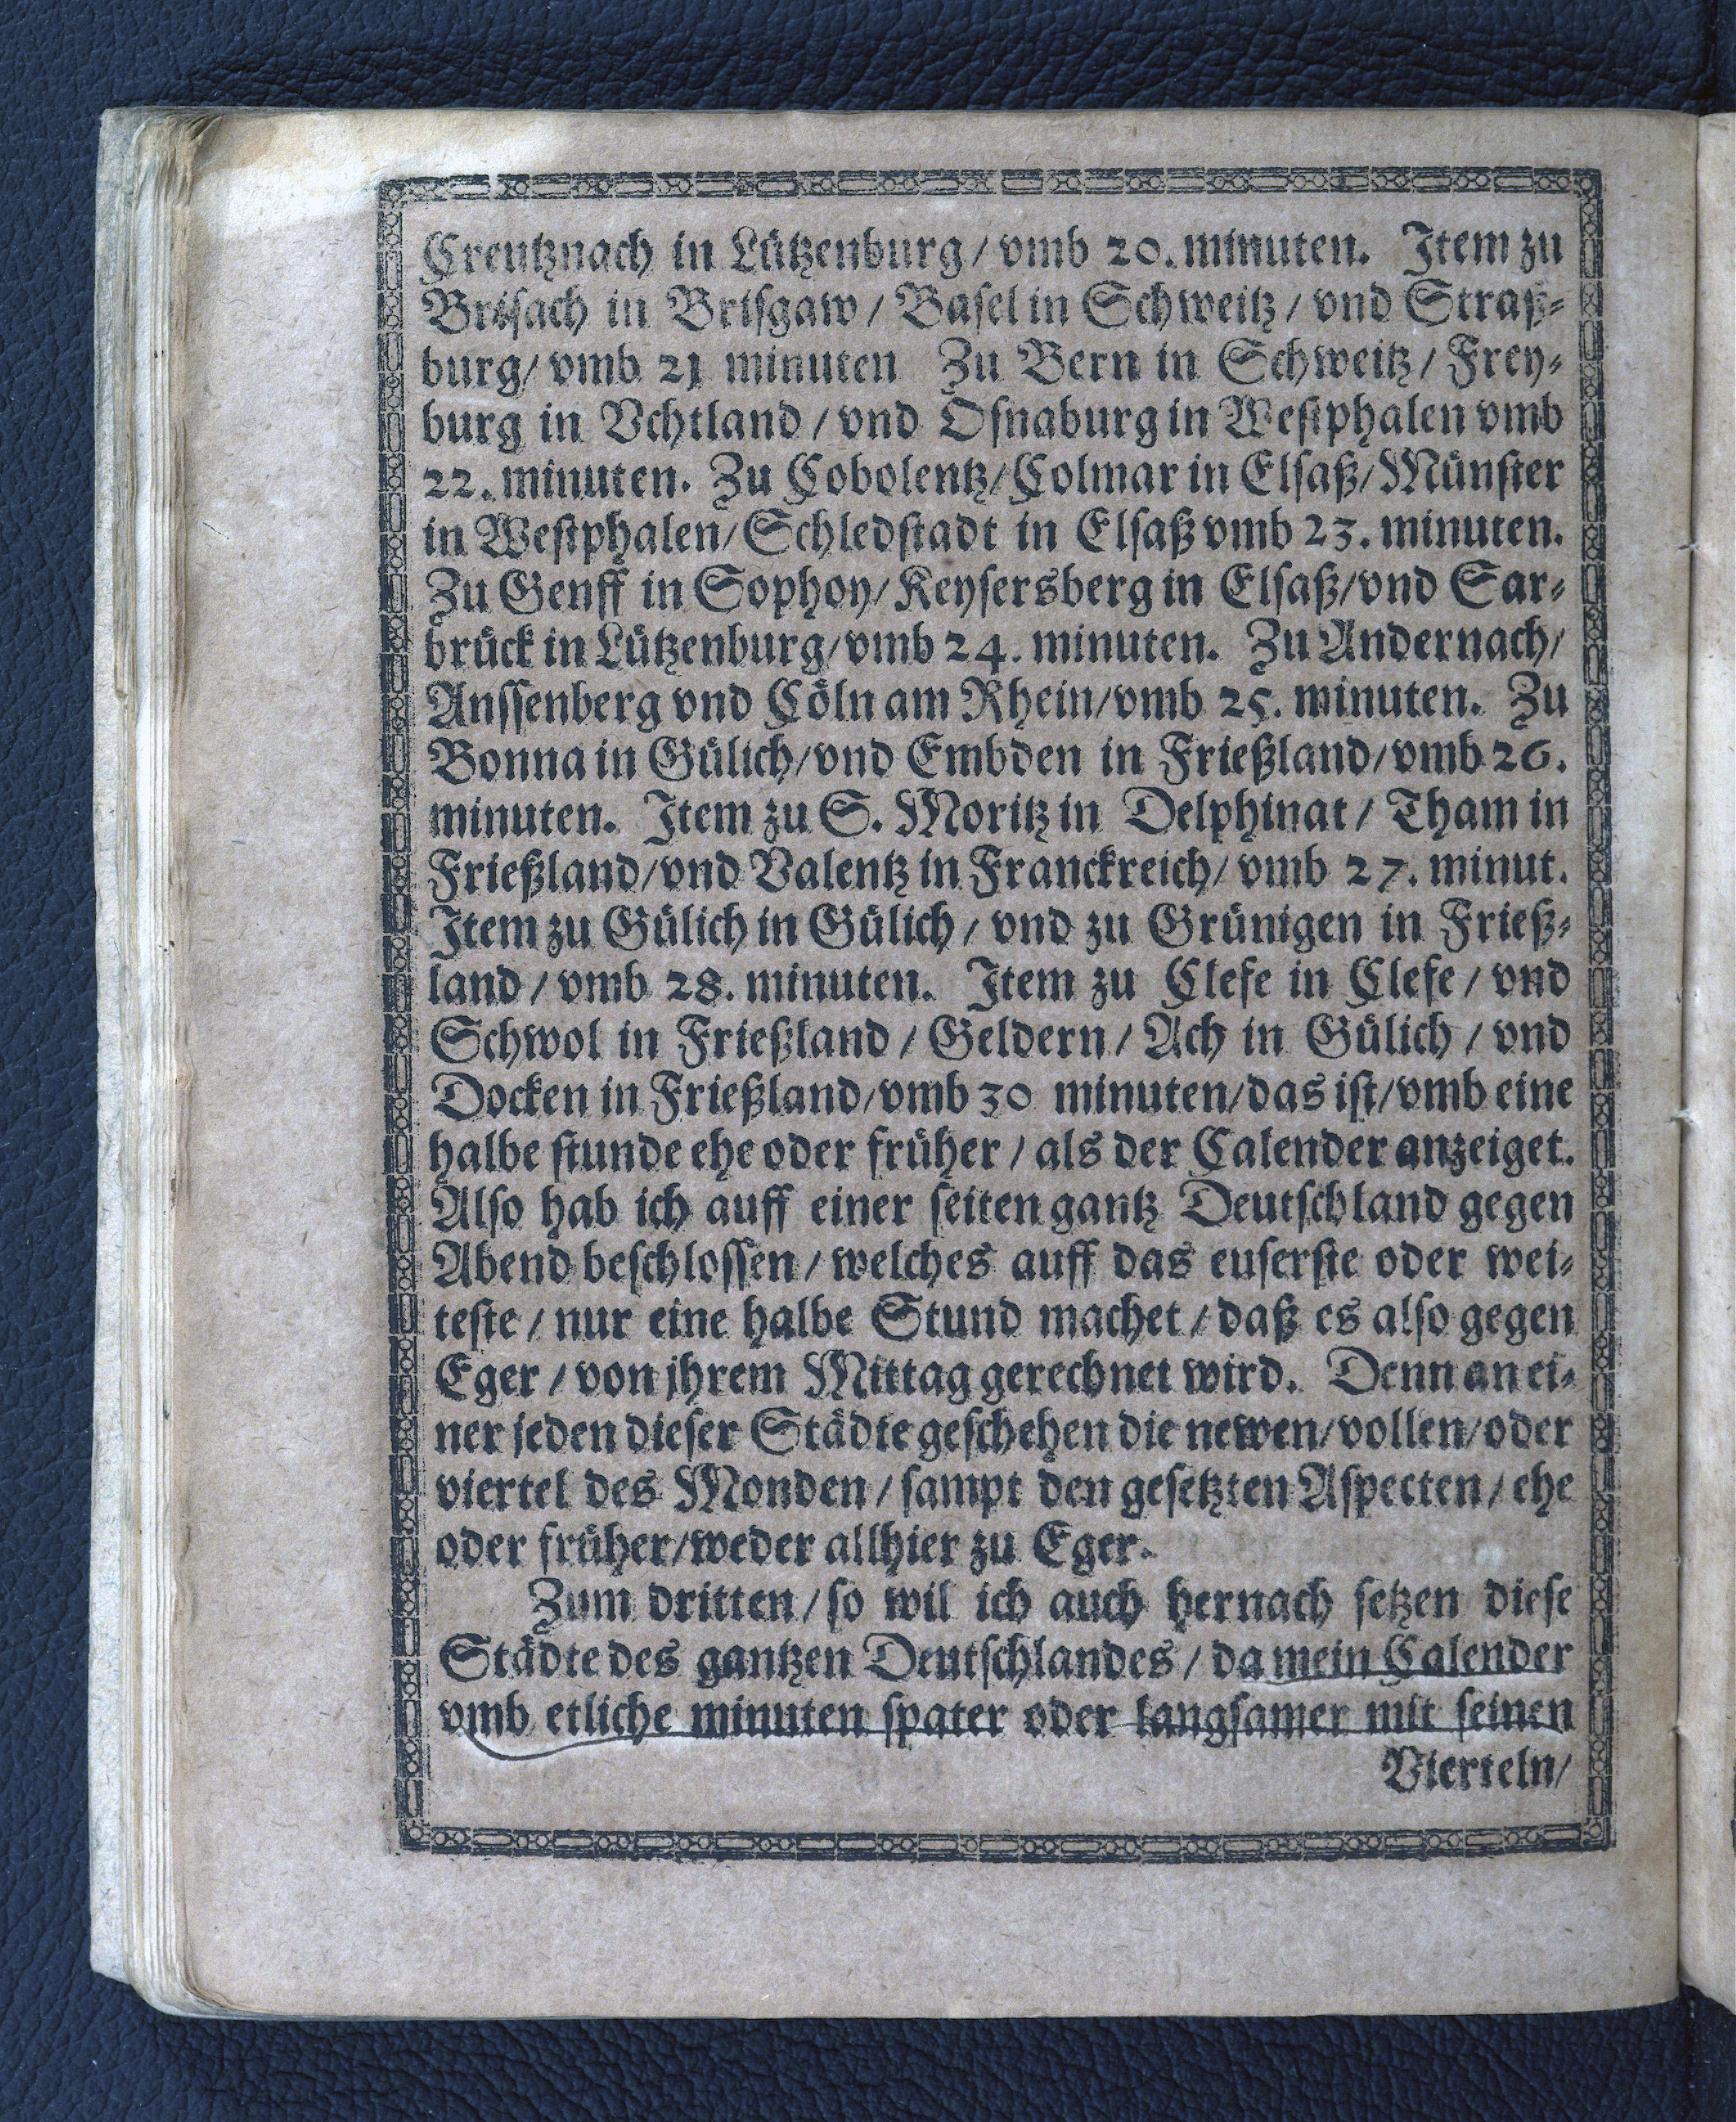 Creutznach in Lützenburg/ vmb 20. minuten. Item zu
Brisach in Brisgaw / Basel in Schweitz / vnd Straß-
burg/ vmb 21 minuten Zu Bern in Schweitz / Frey-
burg in Vchtland / vnd Osnaburg in Westphalen vmb
22. minuten. Zu Cobolentz/Colmar in Elsaß/Münster
in Westphalen/Schledstadt in Elsaß vmb 23. minuten.
Zu Genff in Sophoy/Keysersberg in Elsaß/vnd Sar-
brück in Lützenburg/vmb 24. minuten. Zu Andernach/
Anssenberg vnd Cöln am Rhein/vmb 25. minuten. Zu
Bonna in Gülich/vnd Embden in Frießland/vmb 26.
minuten. Item zu S. Moritz in Delphinat / Tham in
Frießland/vnd Valentz in Franckreich/ vmb 27. minut.
Item zu Gülich in Gülich / vnd zu Grünigen in Frieß-
land / vmb 28. minuten. Item zu Clefe in Clefe / vnd
Schwol in Frießland / Geldern / Ach in Gülich / vnd
Docken in Frießland/vmb 30 minuten/das ist/vmb eine
halbe stunde ehe oder früher / als der Calender anzeiget.
Also hab ich auff einer seiten gantz Deutschland gegen
Abend beschlossen / welches auff das euserste oder wei-
teste / nur eine halbe Stund machet / daß es also gegen
Eger / von jhrem Mittag gerechnet wird. Denn an ei-
ner jeden dieser Städte geschehen die newen/vollen/oder
viertel des Monden / sampt den gesetzten Aspecten / ehe
oder früher/weder allhier zu Eger.
Zum dritten / so wil ich auch hernach setzen diese
Städte des gantzen Deutschlandes / da mein Calender
vmb etliche minuten spater oder langsamer mit seinen
Vierteln/